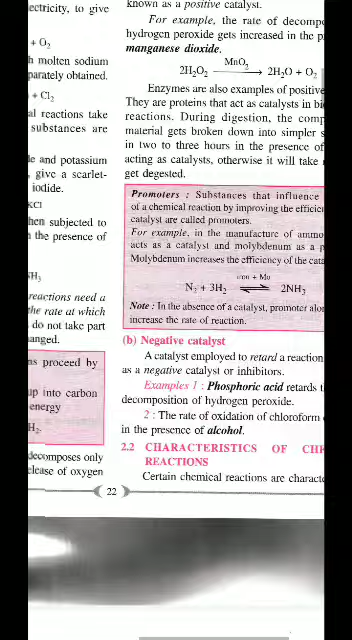 ectricity, to give
+ O₂
h molten sodium
parately obtained.
+ Cl₂
al reactions take
substances are
le and potassium
, give a scarlet-
iodide.
KCl
hen subjected to
the presence of
H₃
reactions need a
the rate at which
do not take part
anged.
ns proceed by
up into carbon
energy
H₂.
decomposes only
elease of oxygen
known as a positive catalyst.
For example, the rate of decomp
hydrogen peroxide gets increased in the p
manganese dioxide.
MnO₂
2H₂O₂ ⟶ 2H₂O + O₂
Enzymes are also examples of positive
They are proteins that act as catalysts in bi
reactions. During digestion, the comp
material gets broken down into simpler s
in two to three hours in the presence of
acting as catalysts, otherwise it will take
get degested.
Promoters : Substances that influence
of a chemical reaction by improving the efficie
catalyst are called promoters.
For example, in the manufacture of ammo
acts as a catalyst and molybdenum as a p
Molybdenum increases the efficiency of the cata
iron + Mo
N₂ + 3H₂ ⇌ 2NH₃
Note : In the absence of a catalyst, promoter alo
increase the rate of reaction.
(b) Negative catalyst
A catalyst employed to retard a reaction
as a negative catalyst or inhibitors.
Examples 1 : Phosphoric acid retards t
decomposition of hydrogen peroxide.
2 : The rate of oxidation of chloroform
in the presence of alcohol.
2.2 CHARACTERISTICS OF CHE
REACTIONS
Certain chemical reactions are characte
22